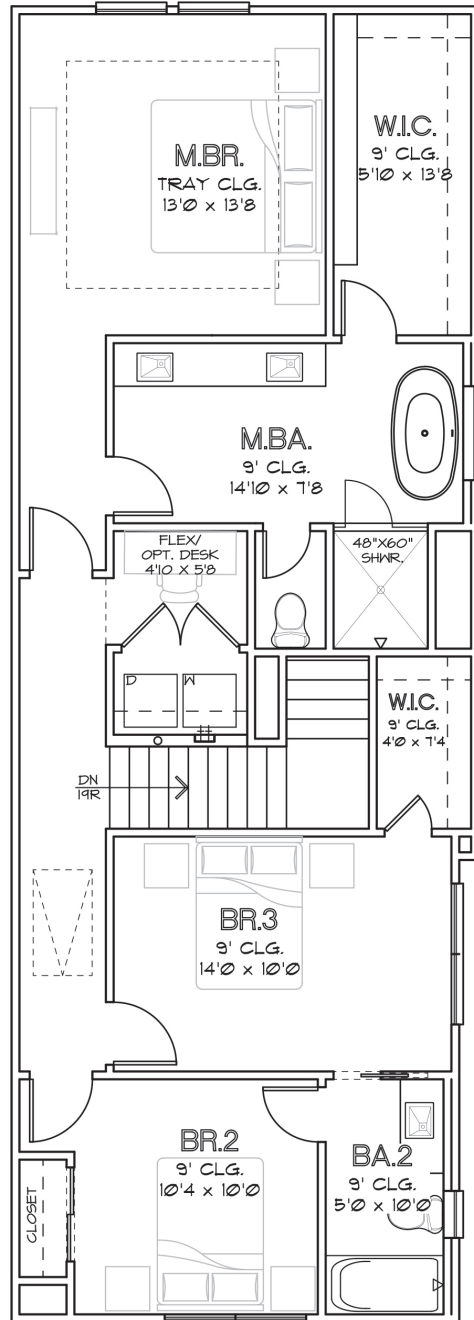 M.BR.
TRAY CLG.
13'0 x 13'8
W.I.C.
9' CLG.
5'10 x 13'8
M.BA.
9' CLG.
14'10 x 7'8
FLEX/
OPT. DESK
4'10 X 5'8
48"X60"
SHWR.
D
W
W.I.C.
9' CLG.
4'0 x 7'4
DN
19R
BR.3
9' CLG.
14'0 x 10'0
BR.2
9' CLG.
10'4 x 10'0
BA.2
9' CLG.
5'0 x 10'0
CLOSET